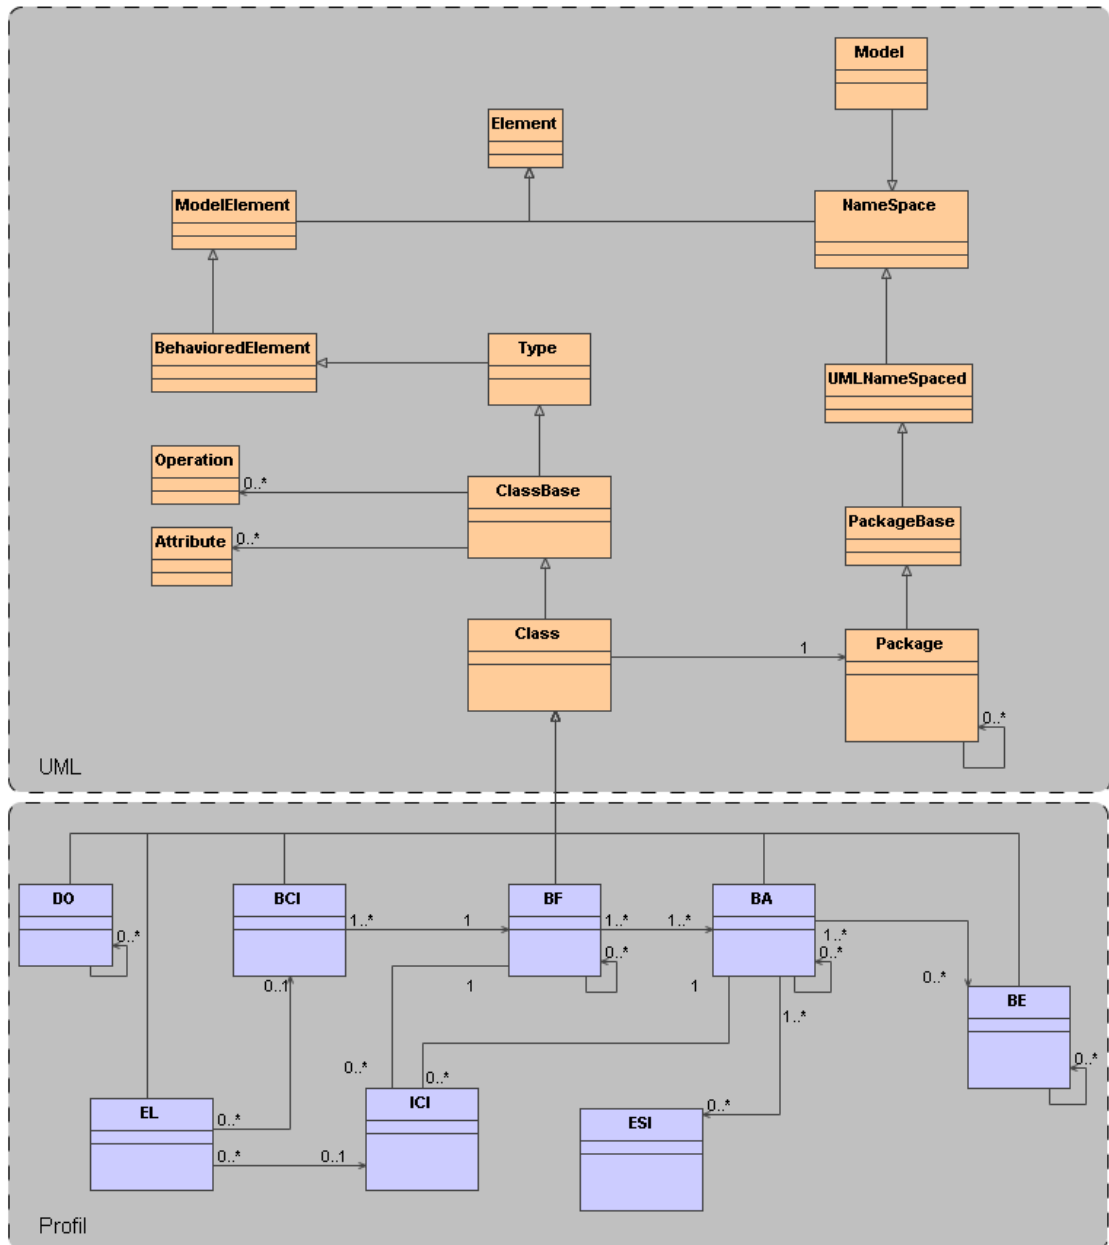 Model
Element
ModelElement
NameSpace
BehavioredElement
Type
UMLNameSpaced
Operation
0..*
ClassBase
Attribute
0..*
PackageBase
Class
1
Package
0..*
UML
DO
0..*
BCI
1..*
1
BF
1..*
1..*
0..*
BA
1..*
0..*
0..1
1
1
0..*
BE
1..*
0..*
0..*
0..*
EL
0..*
0..*
0..1
ICI
ESI
0..*
Profil